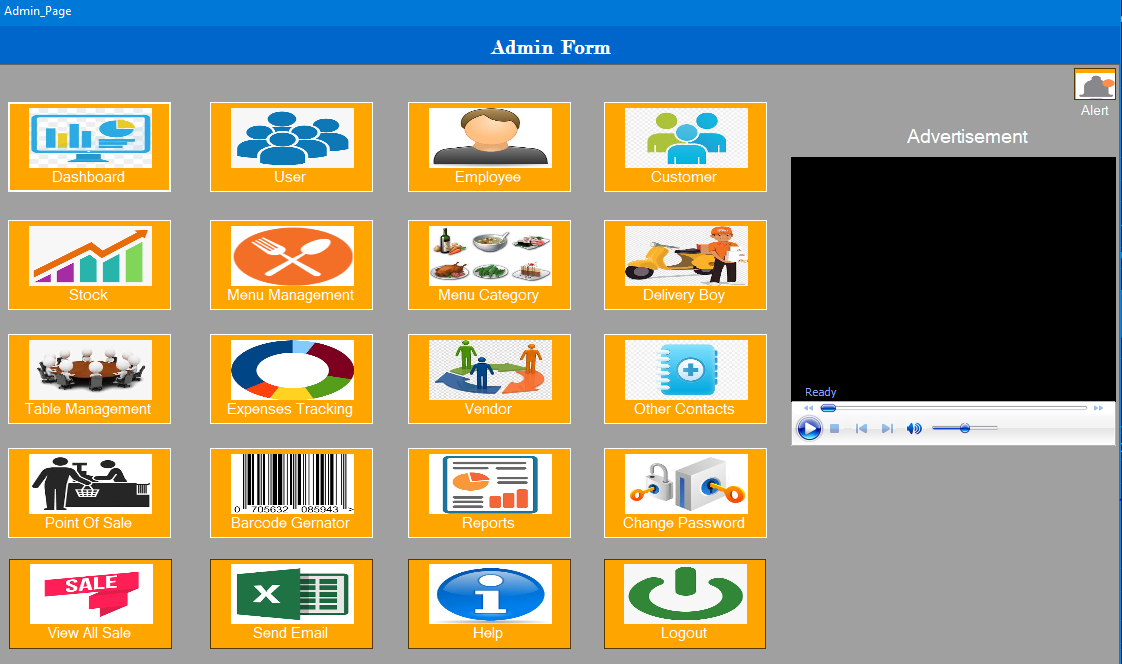 Admin_Page
Admin Form
Alert
Advertisement
Dashboard
User
Employee
Customer
Stock
Menu Management
Menu Category
Delivery Boy
Ready
Table Management
Expenses Tracking
Vendor
Other Contacts
0 705632 085943 >
Point Of Sale
Barcode Gernator
Reports
Change Password
SALE
X
i
View All Sale
Send Email
Help
Logout